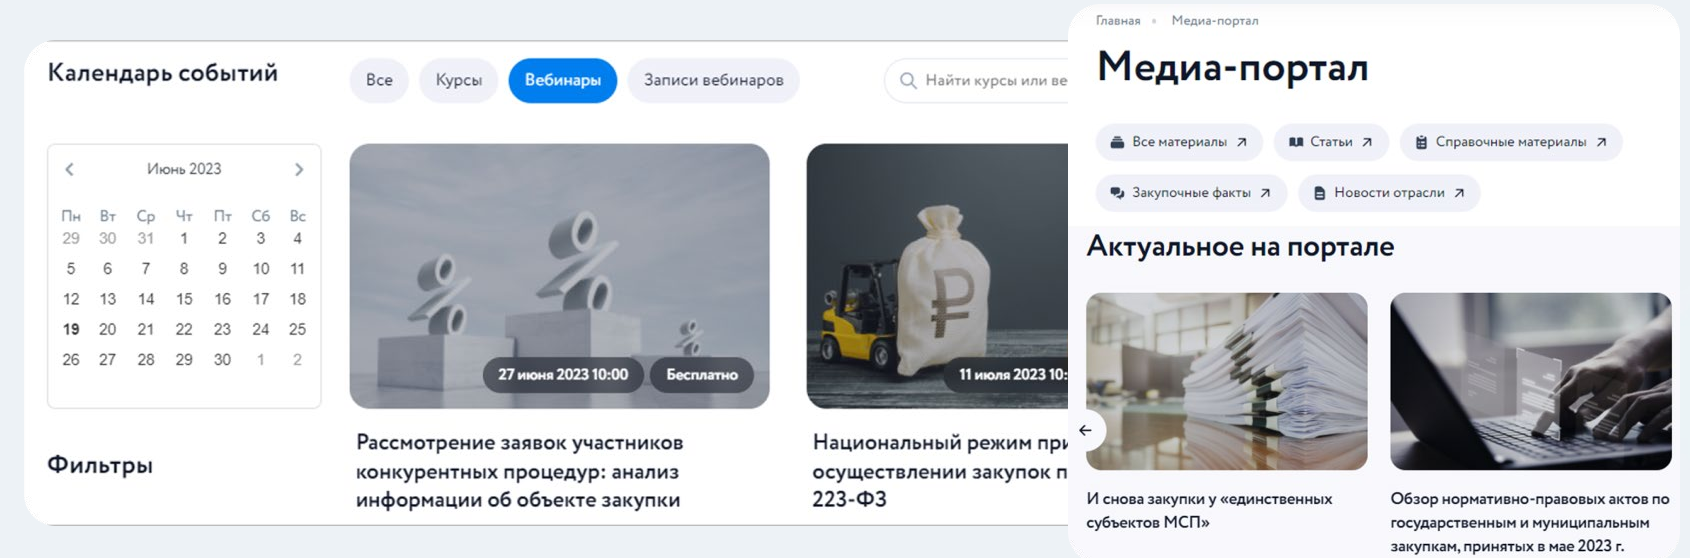 Календарь событий
Все
Курсы
Вебинары
Записи вебинаров
Найти курсы или ве
Июнь 2023
Пн Вт Ср Чт Пт Сб Вс
29 30 31 1 2 3 4
5 6 7 8 9 10 11
12 13 14 15 16 17 18
19 20 21 22 23 24 25
26 27 28 29 30 1 2
Фильтры
27 июня 2023 10:00
Бесплатно
Рассмотрение заявок участников
конкурентных процедур: анализ
информации об объекте закупки
₽
11 июля 2023 10:
Национальный режим при
осуществлении закупок п
223-ФЗ
Главная • Медиа-портал
Медиа-портал
Все материалы
Статьи
Справочные материалы
Закупочные факты
Новости отрасли
Актуальное на портале
И снова закупки у «единственных
субъектов МСП»
Обзор нормативно-правовых актов по
государственным и муниципальным
закупкам, принятых в мае 2023 г.